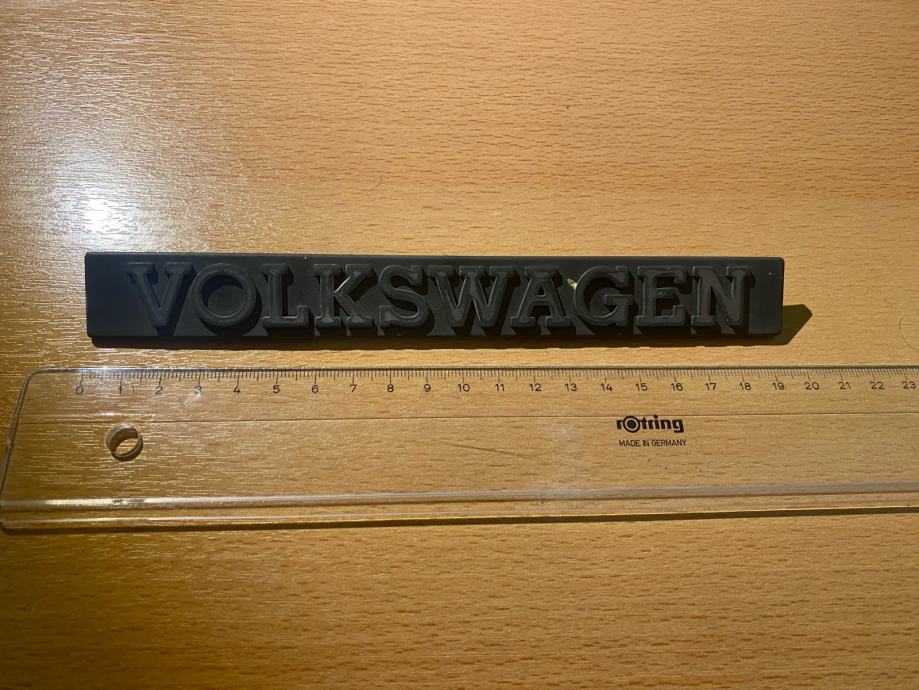 VOLKSWAGEN
0 1 2 3 4 5 6 7 8 9 10 11 12 13 14 15 16 17 18 19 20 21 22 23
rotring
MADE IN GERMANY